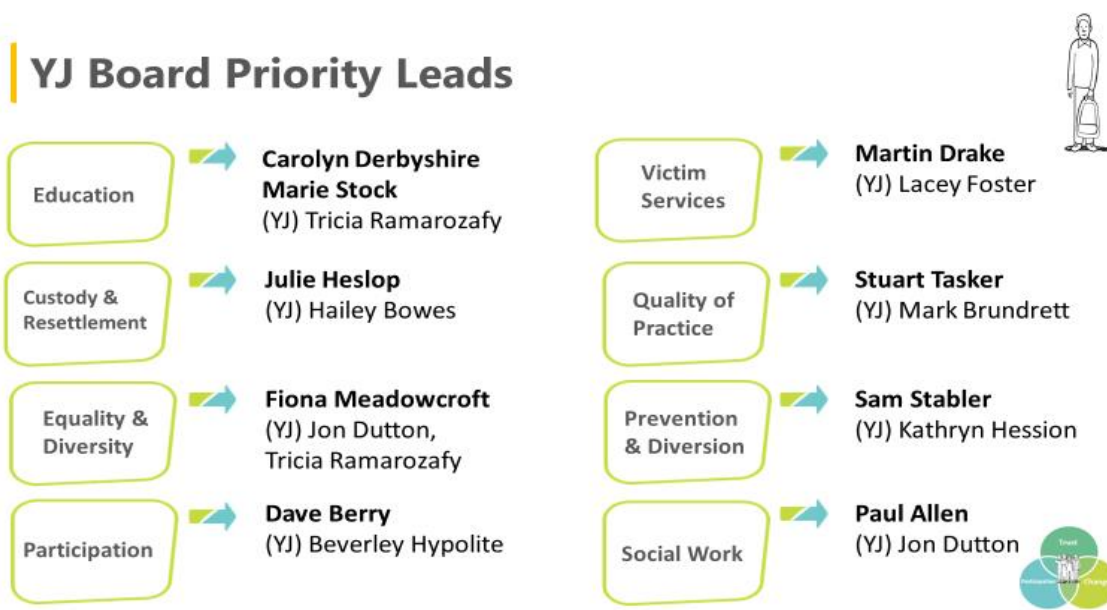 YJ Board Priority Leads
Education
Carolyn Derbyshire
Marie Stock
(YJ) Tricia Ramarozafy
Custody &
Resettlement
Julie Heslop
(YJ) Hailey Bowes
Equality &
Diversity
Fiona Meadowcroft
(YJ) Jon Dutton,
Tricia Ramarozafy
Participation
Dave Berry
(YJ) Beverley Hypolite
Victim
Services
Martin Drake
(YJ) Lacey Foster
Quality of
Practice
Stuart Tasker
(YJ) Mark Brundrett
Prevention
& Diversion
Sam Stabler
(YJ) Kathryn Hession
Social Work
Paul Allen
(YJ) Jon Dutton
Trust
Participation
Change